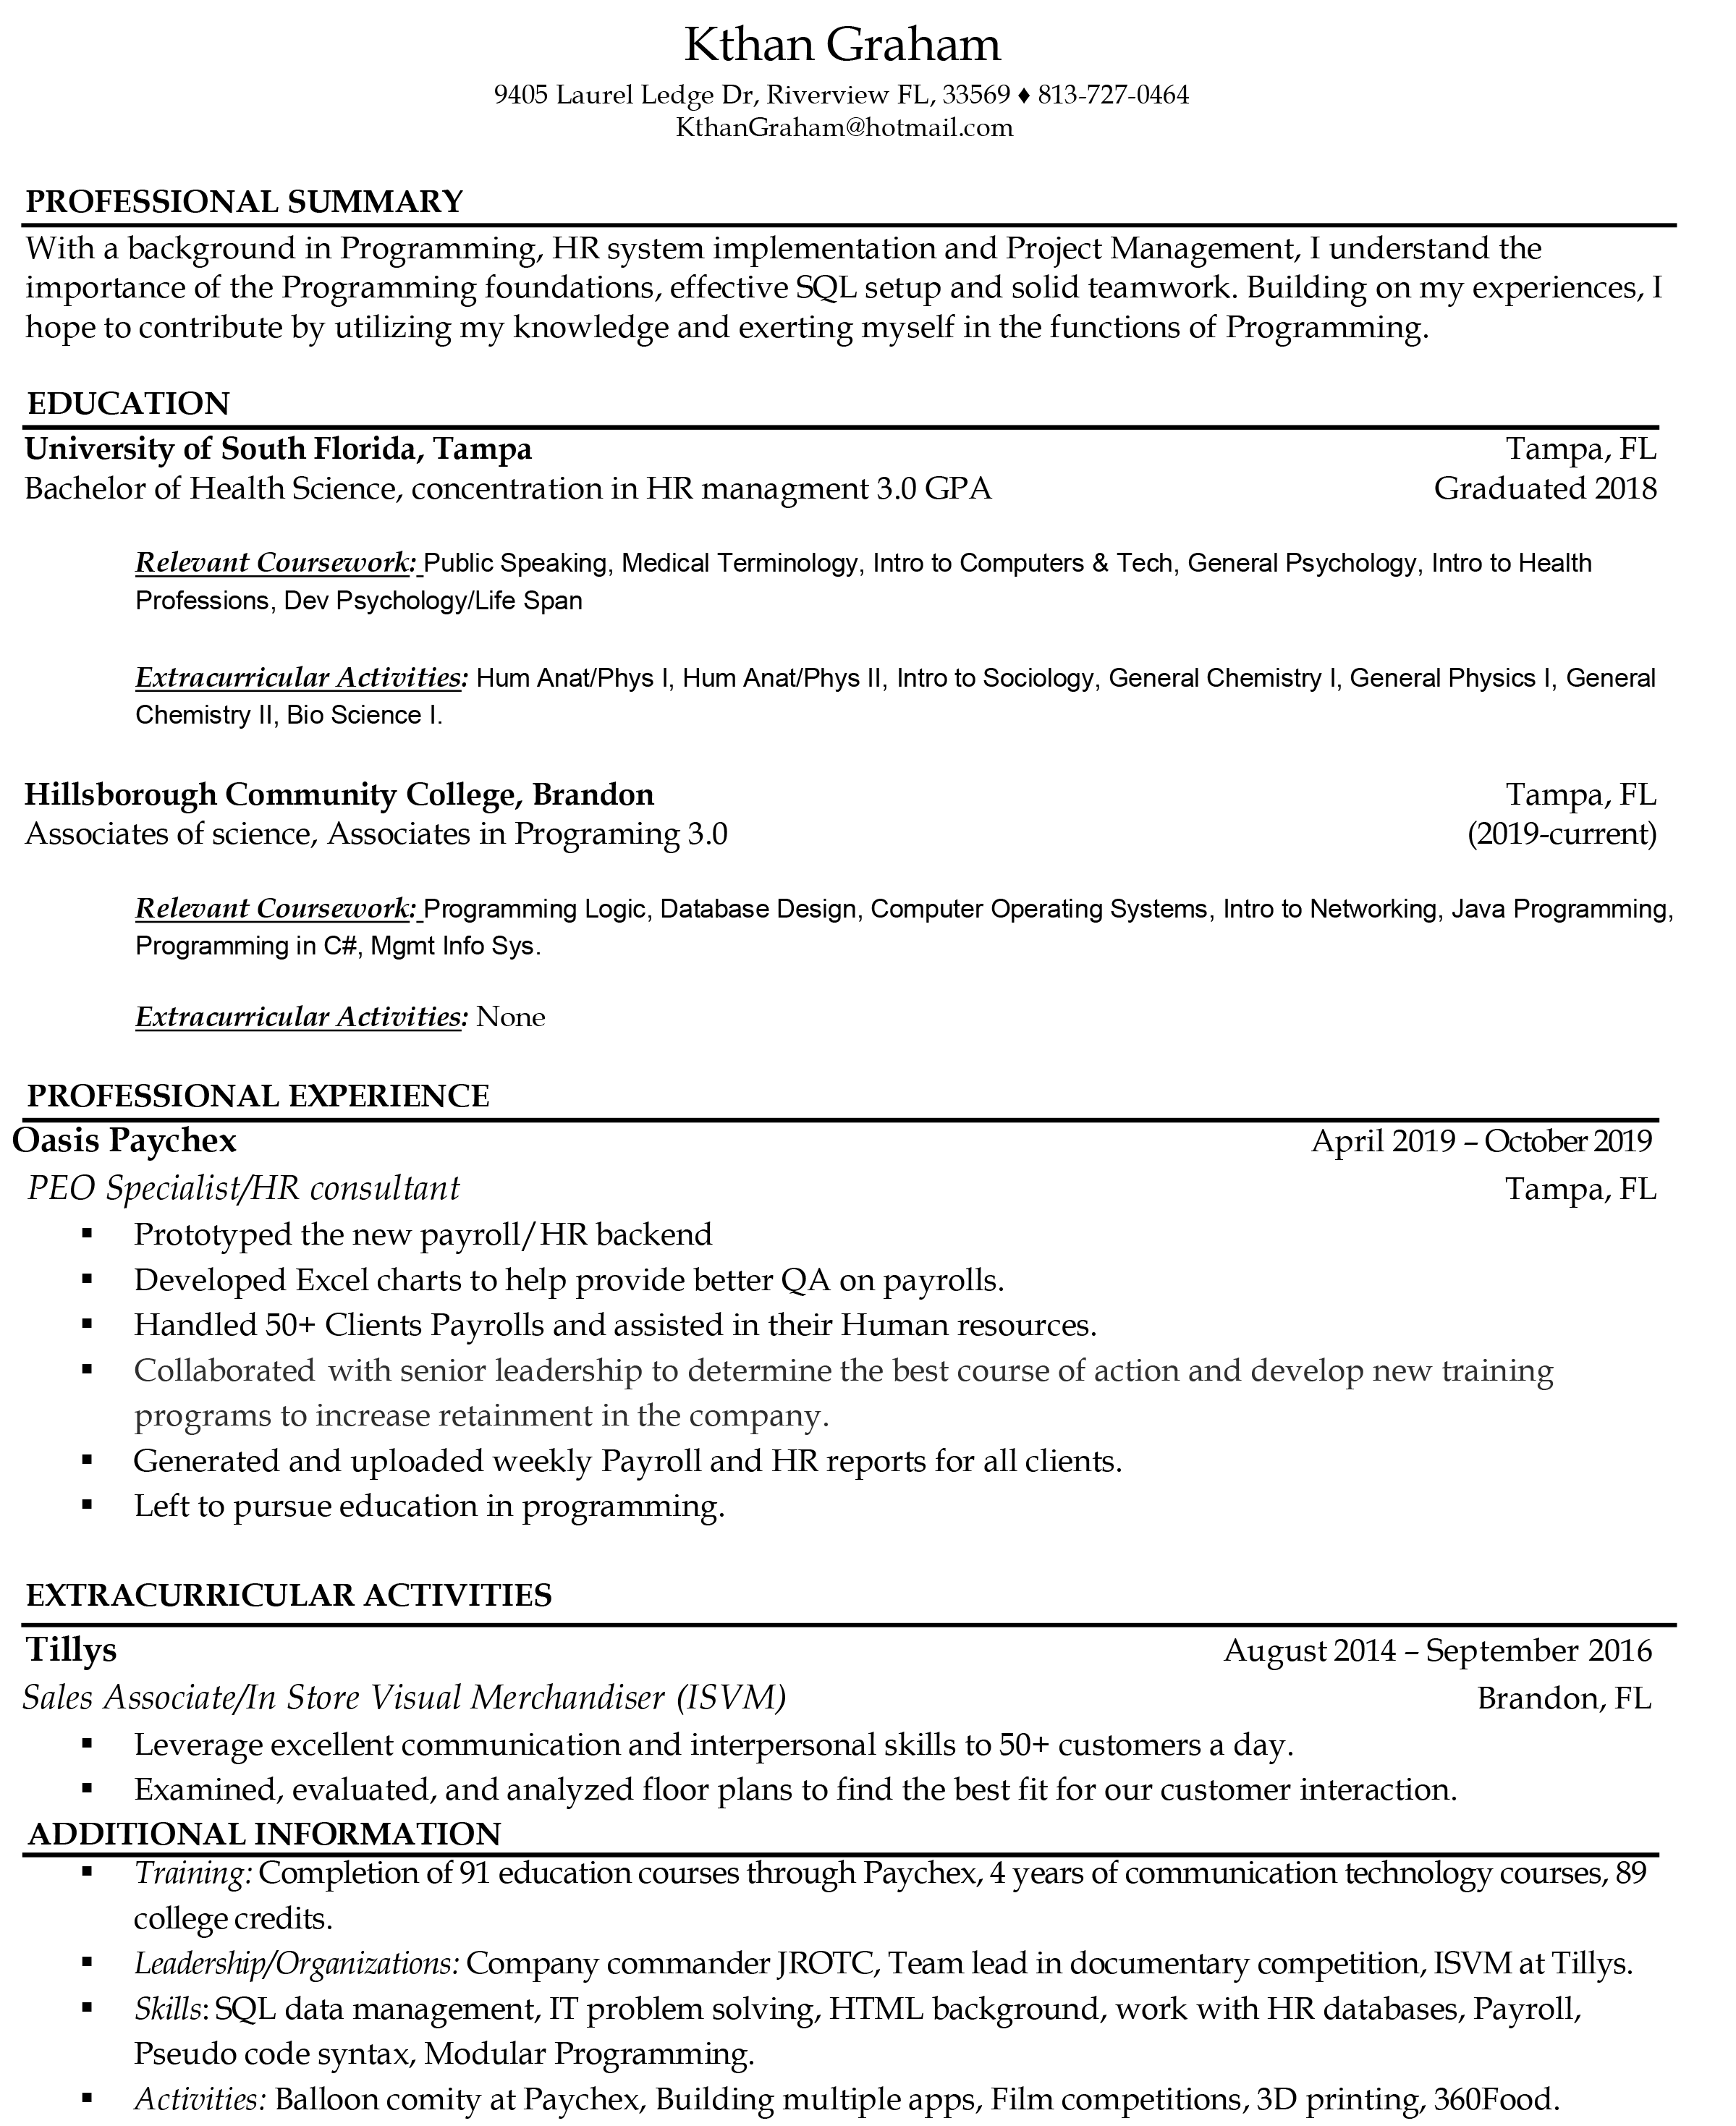 Kthan Graham
9405 Laurel Ledge Dr, Riverview FL, 33569 ♦ 813-727-0464
KthanGraham@hotmail.com
PROFESSIONAL SUMMARY
With a background in Programming, HR system implementation and Project Management, I understand the
importance of the Programming foundations, effective SQL setup and solid teamwork. Building on my experiences, I
hope to contribute by utilizing my knowledge and exerting myself in the functions of Programming.
EDUCATION
University of South Florida, Tampa Tampa, FL
Bachelor of Health Science, concentration in HR managment 3.0 GPA Graduated 2018
Relevant Coursework: Public Speaking, Medical Terminology, Intro to Computers & Tech, General Psychology, Intro to Health
Professions, Dev Psychology/Life Span
Extracurricular Activities: Hum Anat/Phys I, Hum Anat/Phys II, Intro to Sociology, General Chemistry I, General Physics I, General
Chemistry II, Bio Science I.
Hillsborough Community College, Brandon Tampa, FL
Associates of science, Associates in Programing 3.0 (2019-current)
Relevant Coursework: Programming Logic, Database Design, Computer Operating Systems, Intro to Networking, Java Programming,
Programming in C#, Mgmt Info Sys.
Extracurricular Activities: None
PROFESSIONAL EXPERIENCE
Oasis Paychex April 2019 – October 2019
PEO Specialist/HR consultant Tampa, FL
▪ Prototyped the new payroll/HR backend
▪ Developed Excel charts to help provide better QA on payrolls.
▪ Handled 50+ Clients Payrolls and assisted in their Human resources.
▪ Collaborated with senior leadership to determine the best course of action and develop new training
programs to increase retainment in the company.
▪ Generated and uploaded weekly Payroll and HR reports for all clients.
▪ Left to pursue education in programming.
EXTRACURRICULAR ACTIVITIES
Tillys August 2014 – September 2016
Sales Associate/In Store Visual Merchandiser (ISVM) Brandon, FL
▪ Leverage excellent communication and interpersonal skills to 50+ customers a day.
▪ Examined, evaluated, and analyzed floor plans to find the best fit for our customer interaction.
ADDITIONAL INFORMATION
▪ Training: Completion of 91 education courses through Paychex, 4 years of communication technology courses, 89
college credits.
▪ Leadership/Organizations: Company commander JROTC, Team lead in documentary competition, ISVM at Tillys.
▪ Skills: SQL data management, IT problem solving, HTML background, work with HR databases, Payroll,
Pseudo code syntax, Modular Programming.
▪ Activities: Balloon comity at Paychex, Building multiple apps, Film competitions, 3D printing, 360Food.